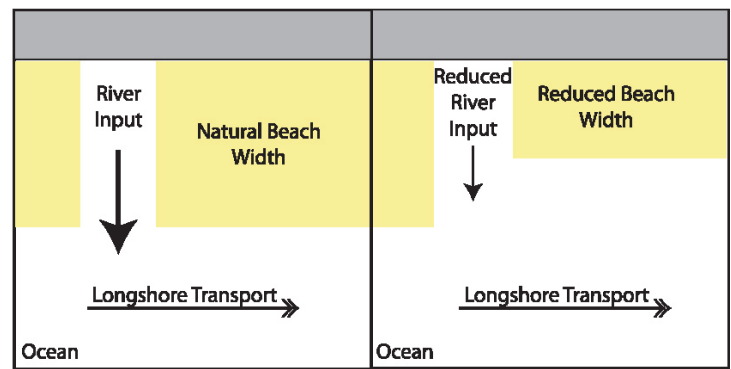 River
Input
Natural Beach
Width
Longshore Transport
Ocean
Reduced
River
Input
Reduced Beach
Width
Longshore Transport
Ocean